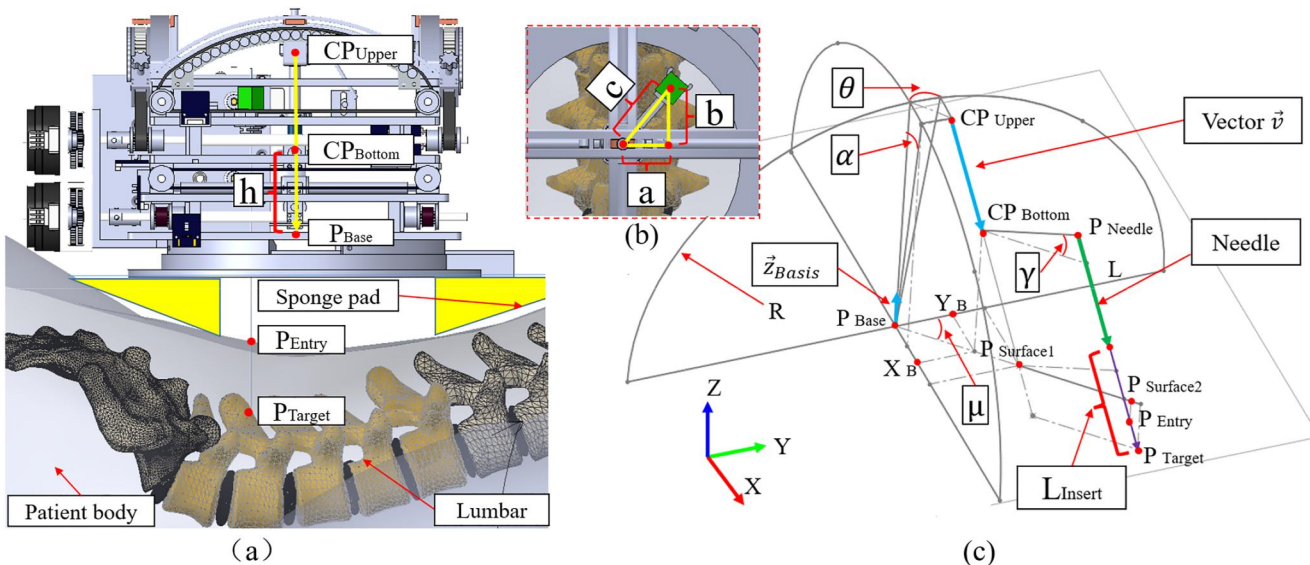 CP Upper
CP Bottom
h
P Base
Sponge pad
P Entry
P Target
Patient body
Lumbar
(a)
c
b
a
(b)
θ
CP Upper
Vector v⃗
α
CP Bottom
P Needle
Needle
γ
L
z⃗ Basis
R
P Base
Y B
P Surface1
X B
μ
P Surface2
P Entry
P Target
L Insert
Z
Y
X
(c)